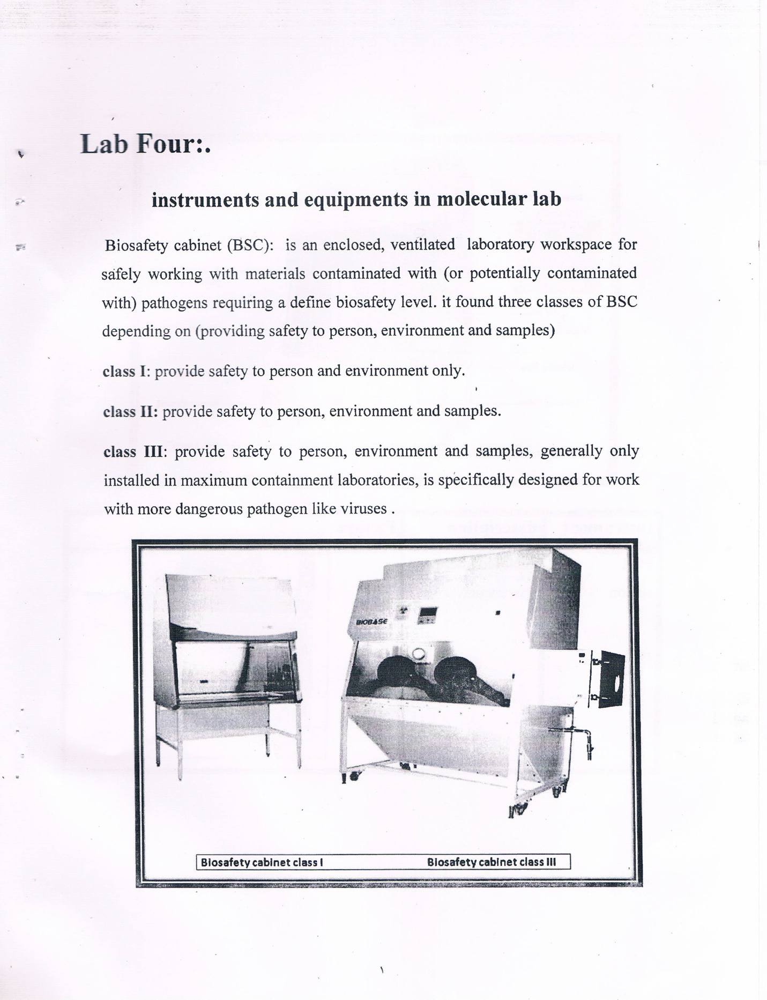 Lab Four:.
instruments and equipments in molecular lab
Biosafety cabinet (BSC): is an enclosed, ventilated laboratory workspace for
safely working with materials contaminated with (or potentially contaminated
with) pathogens requiring a define biosafety level. it found three classes of BSC
depending on (providing safety to person, environment and samples)
class I: provide safety to person and environment only.
class II: provide safety to person, environment and samples.
class III: provide safety to person, environment and samples, generally only
installed in maximum containment laboratories, is specifically designed for work
with more dangerous pathogen like viruses .
BIOBASE
Biosafety cabinet class I
Biosafety cabinet class III
١